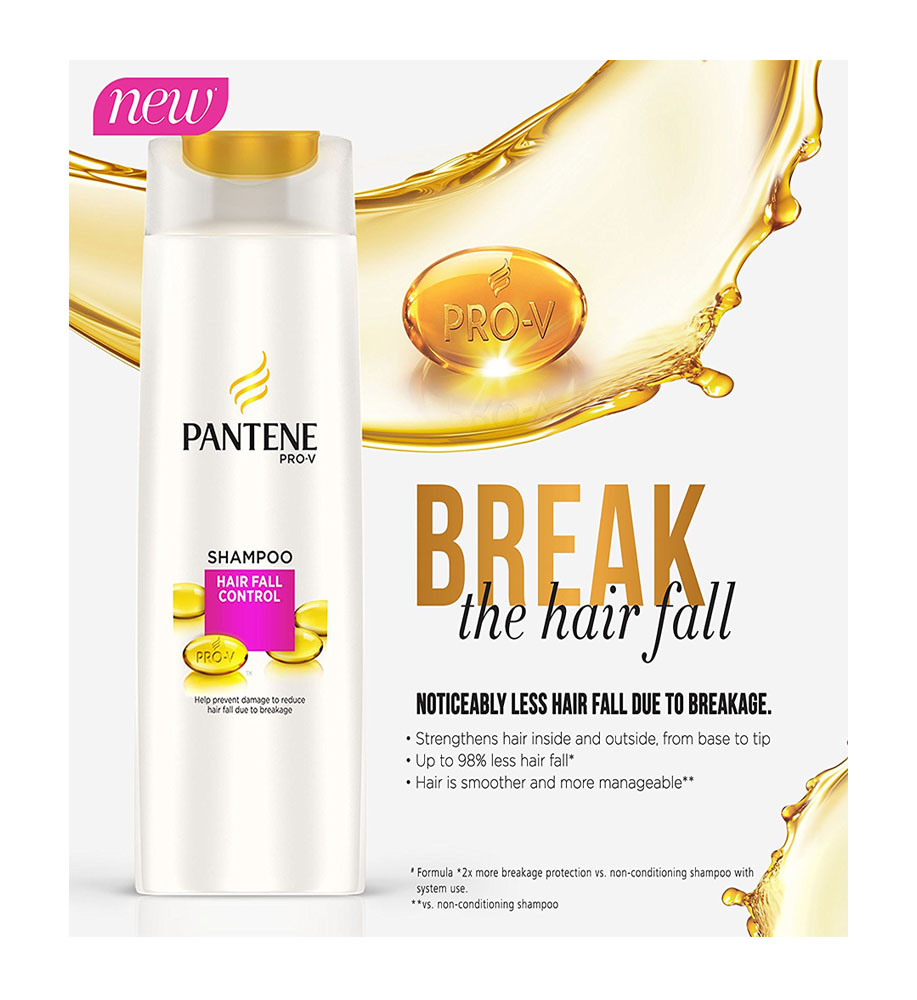 new
PANTENE
PRO-V
SHAMPOO
HAIR FALL
CONTROL
PRO-V
Help prevent damage to reduce
hair fall due to breakage
PRO-V
BREAK
the hair fall
NOTICEABLY LESS HAIR FALL DUE TO BREAKAGE.
• Strengthens hair inside and outside, from base to tip
• Up to 98% less hair fall*
• Hair is smoother and more manageable**
# Formula *2x more breakage protection vs. non-conditioning shampoo with
system use.
**vs. non-conditioning shampoo